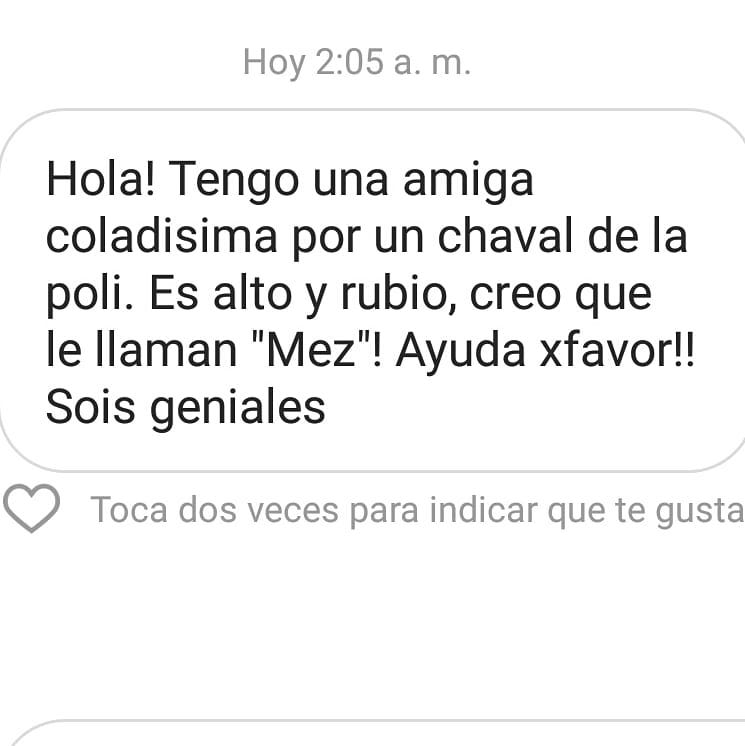 Hoy 2:05 a. m.
Hola! Tengo una amiga
coladisima por un chaval de la
poli. Es alto y rubio, creo que
le llaman "Mez"! Ayuda xfavor!!
Sois geniales
Toca dos veces para indicar que te gusta